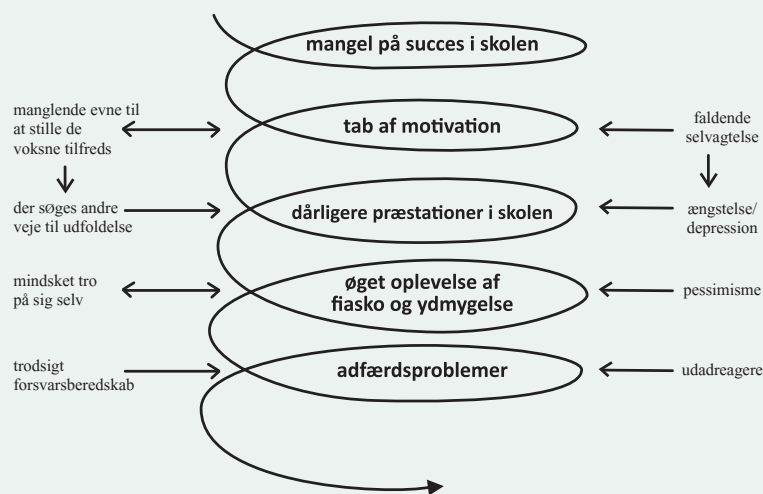 mangel på succes i skolen
manglende evne til
at stille de
voksne tilfreds
tab af motivation
faldende
selvagtelse
der søges andre
veje til udfoldelse
dårligere præstationer i skolen
ængstelse/
depression
mindsket tro
på sig selv
øget oplevelse af
fiasko og ydmygelse
pessimisme
trodsigt
forsvarsberedskab
adfærdsproblemer
udadreagere